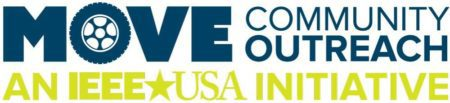 MOVE COMMUNITY OUTREACH
AN IEEE★USA INITIATIVE